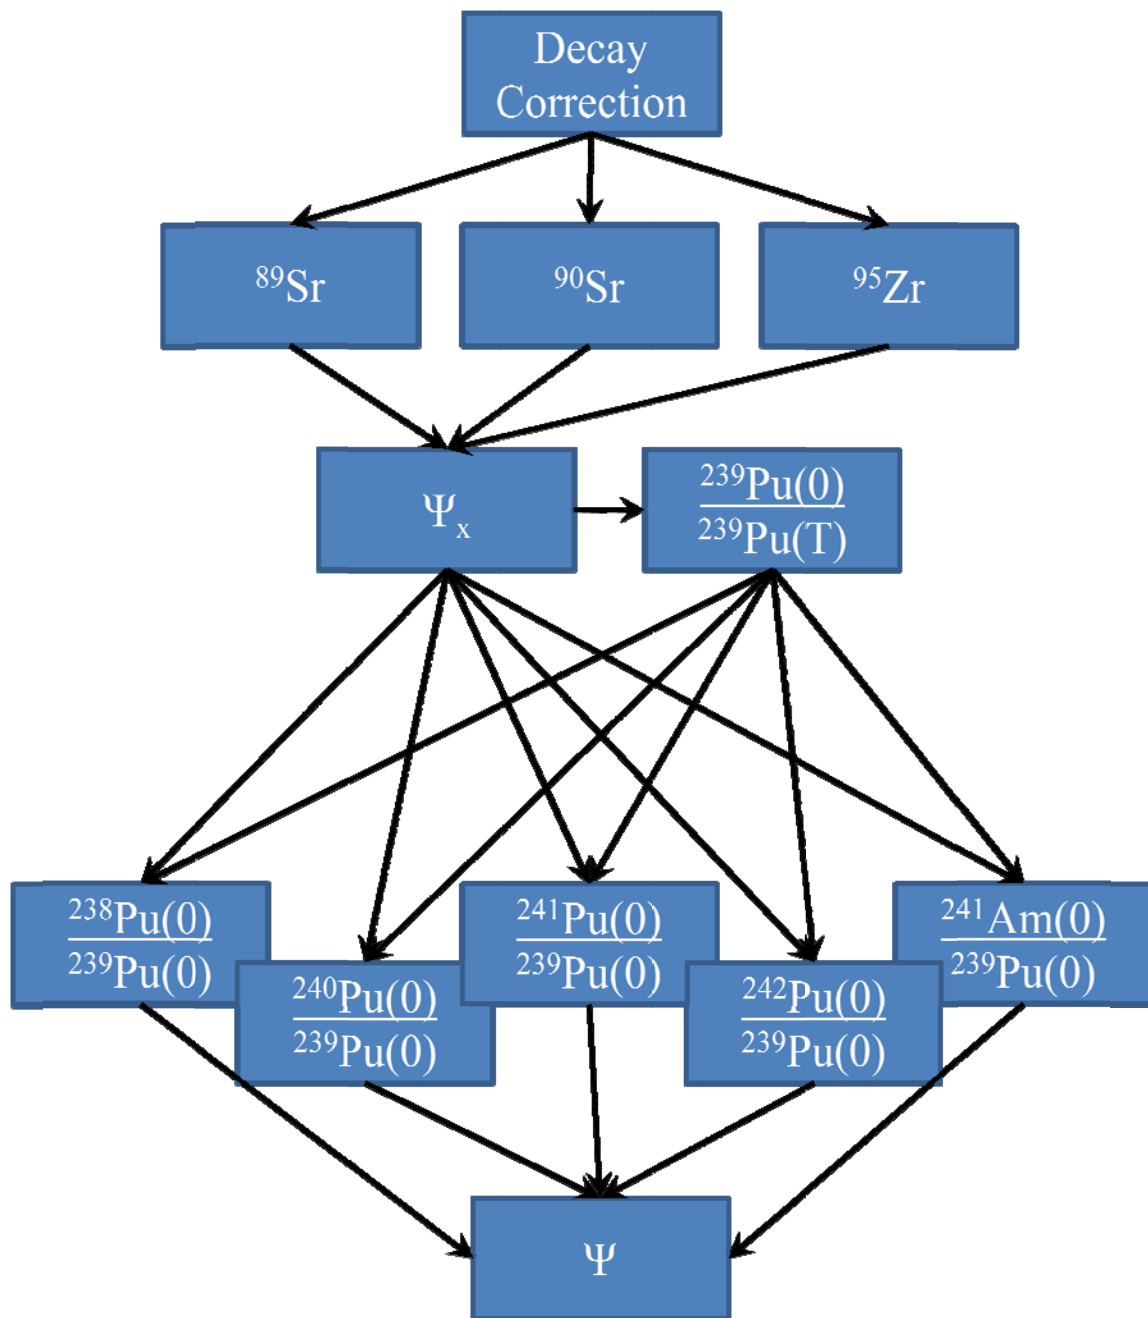 Decay
Correction
⁸⁹Sr
⁹⁰Sr
⁹⁵Zr
Ψₓ
²³⁹Pu(0)
²³⁹Pu(T)
²³⁸Pu(0)
²³⁹Pu(0)
²⁴⁰Pu(0)
²³⁹Pu(0)
²⁴¹Pu(0)
²³⁹Pu(0)
²⁴²Pu(0)
²³⁹Pu(0)
²⁴¹Am(0)
²³⁹Pu(0)
Ψ